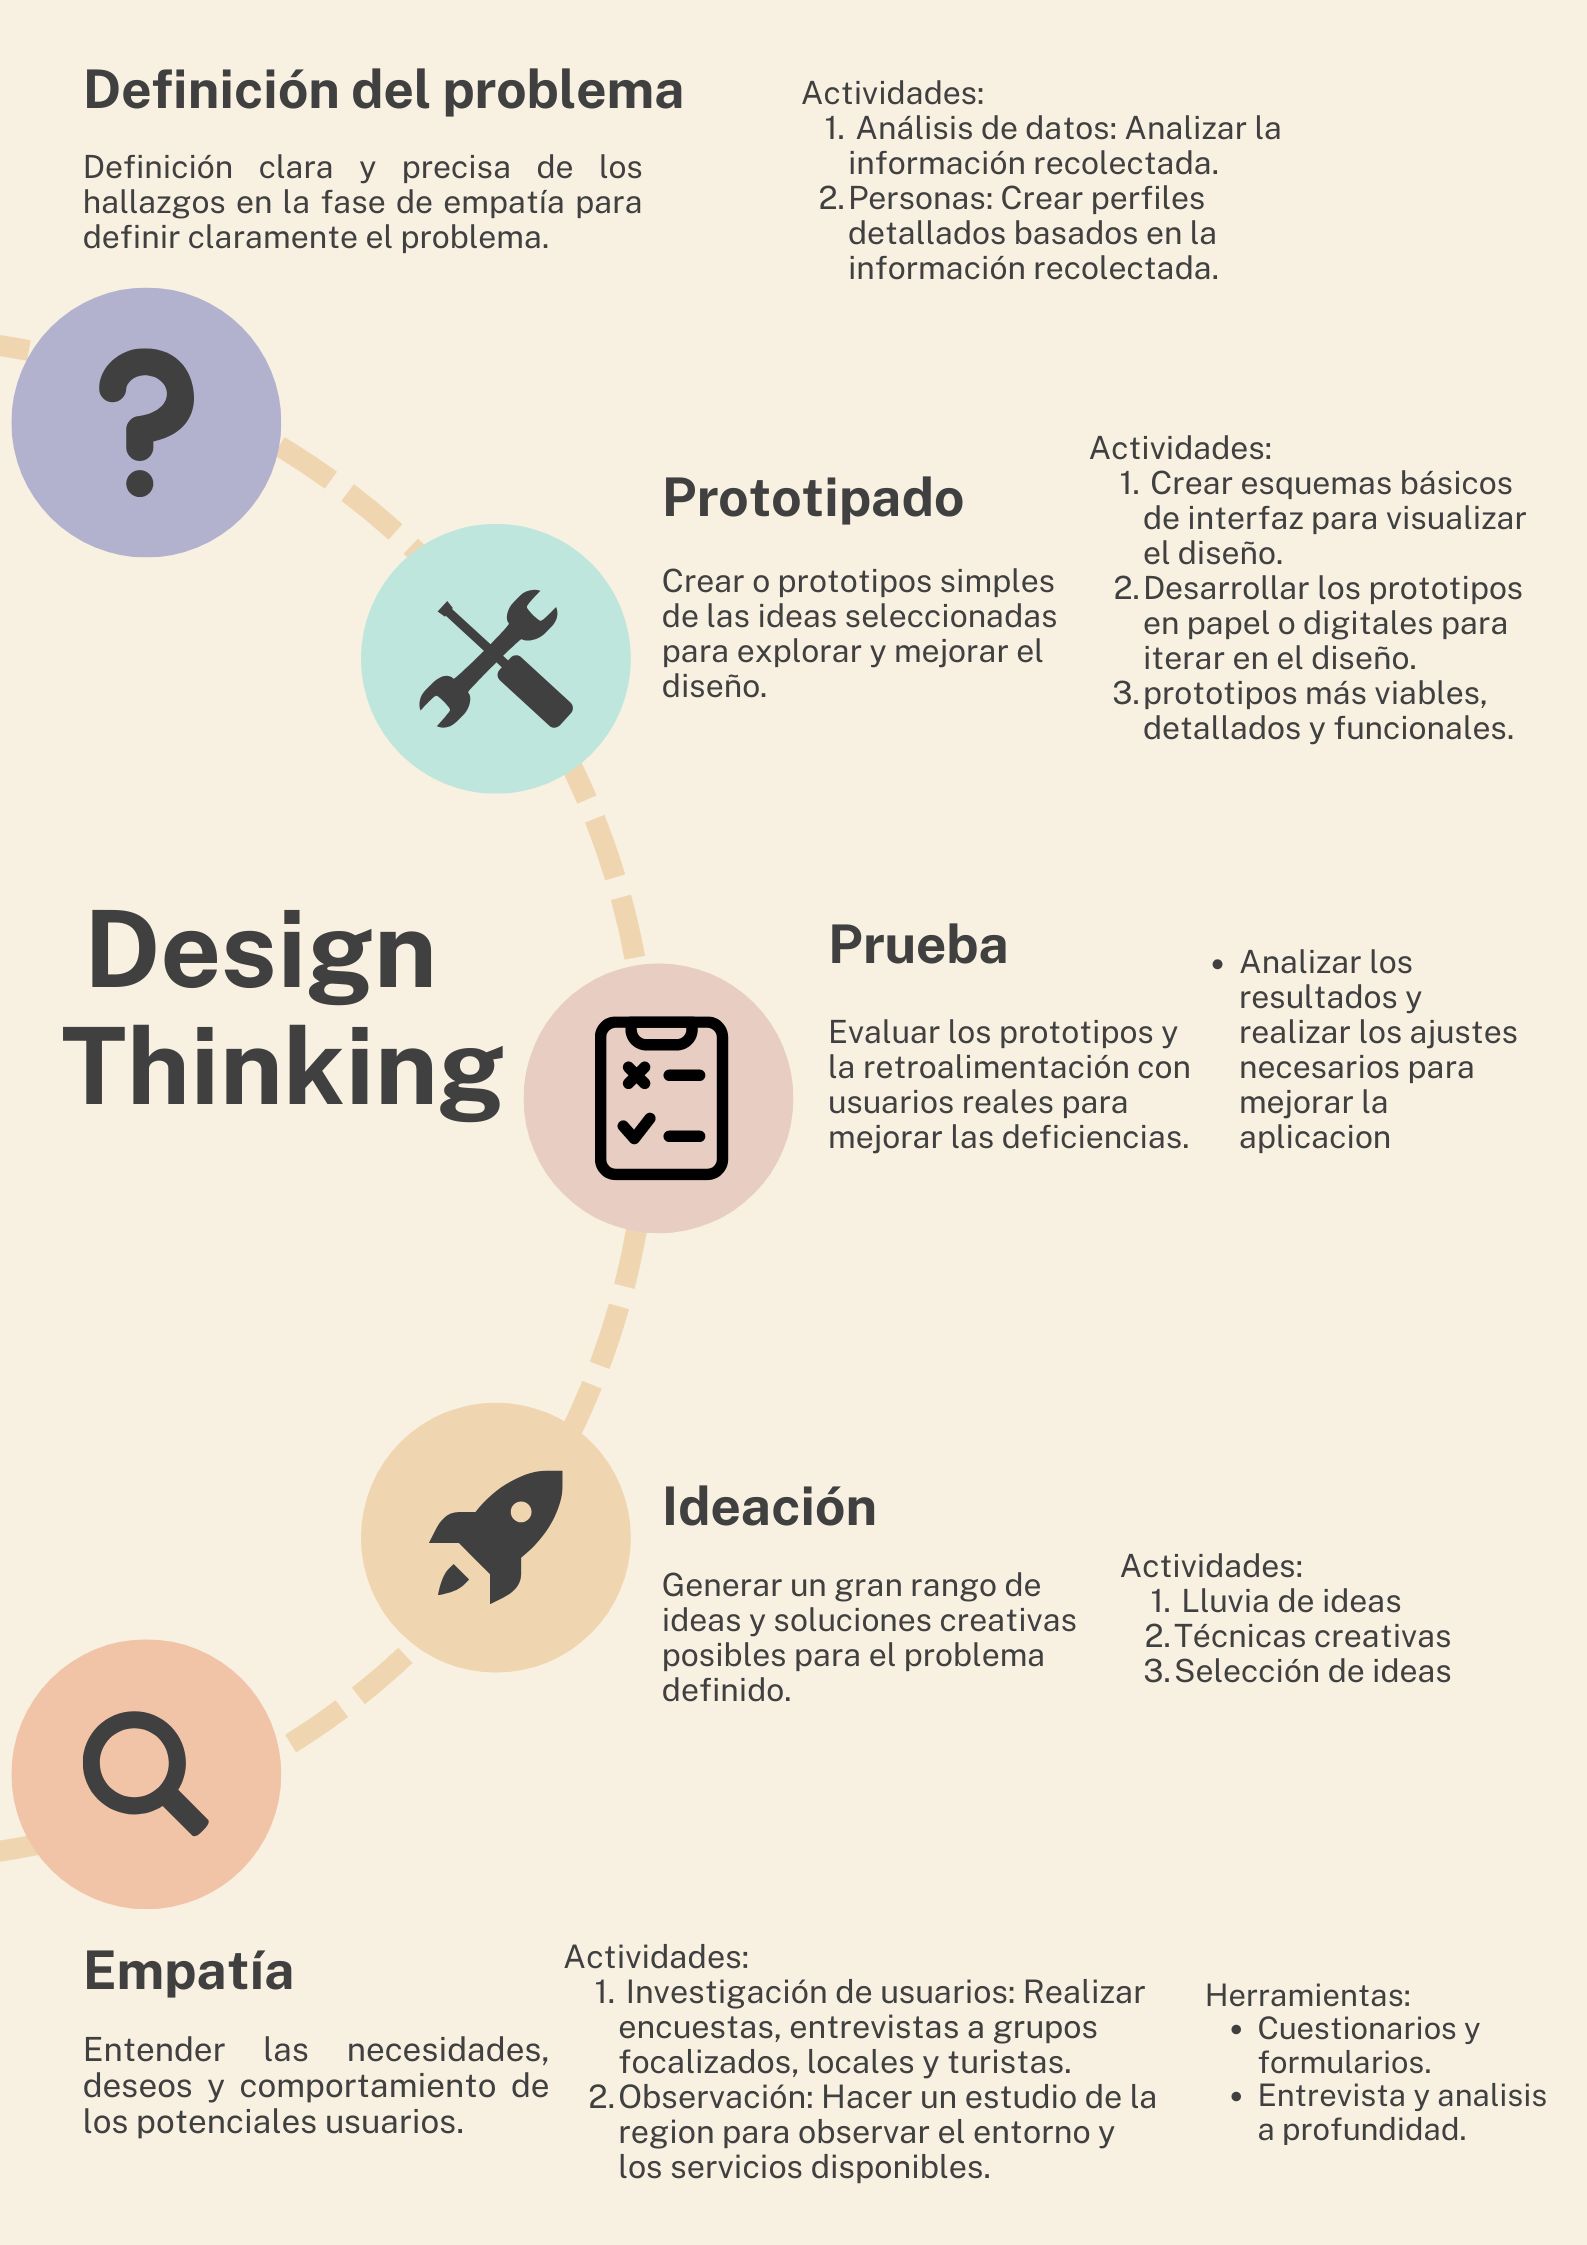 Definición del problema
Definición clara y precisa de los
hallazgos en la fase de empatía para
definir claramente el problema.
Actividades:
1. Análisis de datos: Analizar la
información recolectada.
2. Personas: Crear perfiles
detallados basados en la
información recolectada.
Prototipado
Crear o prototipos simples
de las ideas seleccionadas
para explorar y mejorar el
diseño.
Actividades:
1. Crear esquemas básicos
de interfaz para visualizar
el diseño.
2. Desarrollar los prototipos
en papel o digitales para
iterar en el diseño.
3. prototipos más viables,
detallados y funcionales.
Design
Thinking
Prueba
Evaluar los prototipos y
la retroalimentación con
usuarios reales para
mejorar las deficiencias.
• Analizar los
resultados y
realizar los ajustes
necesarios para
mejorar la
aplicacion
Ideación
Generar un gran rango de
ideas y soluciones creativas
posibles para el problema
definido.
Actividades:
1. Lluvia de ideas
2. Técnicas creativas
3. Selección de ideas
Empatía
Entender las necesidades,
deseos y comportamiento de
los potenciales usuarios.
Actividades:
1. Investigación de usuarios: Realizar
encuestas, entrevistas a grupos
focalizados, locales y turistas.
2. Observación: Hacer un estudio de la
region para observar el entorno y
los servicios disponibles.
Herramientas:
• Cuestionarios y
formularios.
• Entrevista y analisis
a profundidad.